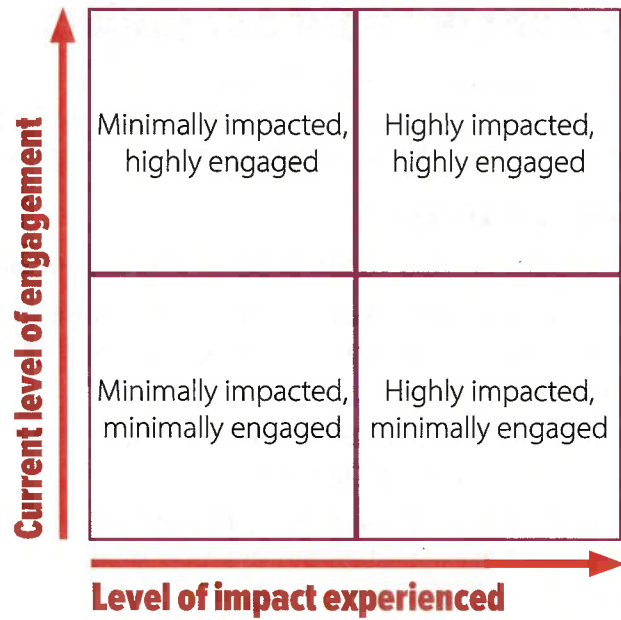 Current level of engagement
Minimally impacted,
highly engaged
Highly impacted,
highly engaged
Minimally impacted,
minimally engaged
Highly impacted,
minimally engaged
Level of impact experienced